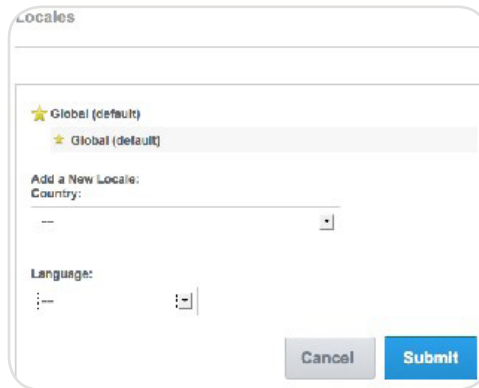 Locales
Global (default)
Global (default)
Add a New Locale:
Country:
---
Language:
---
Cancel
Submit